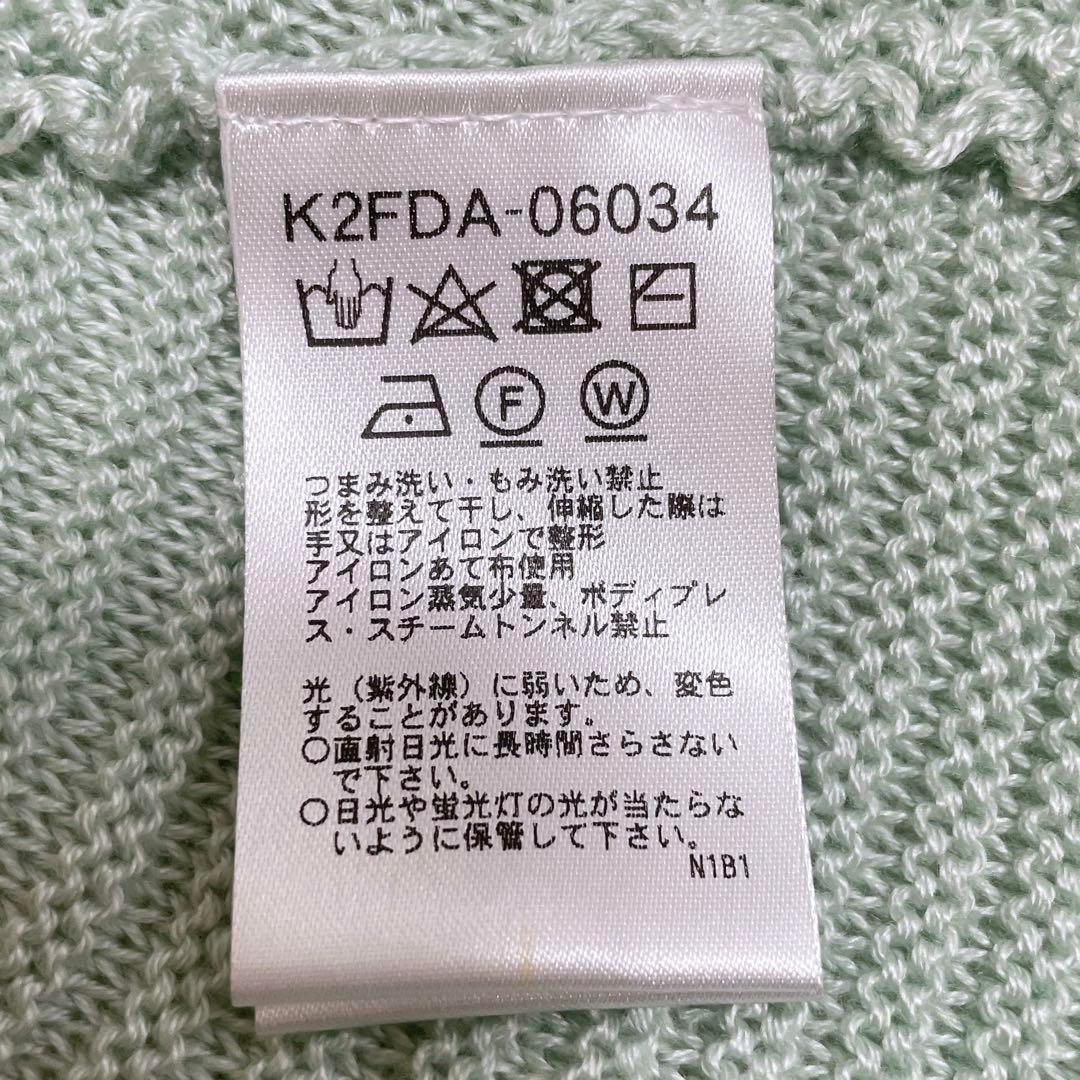 K2FDA-06034
F W
つまみ洗い・もみ洗い禁止
形を整えて干し、伸縮した際は
手又はアイロンで整形
アイロンあて布使用
アイロン蒸気少量、ボディプレ
ス・スチームトンネル禁止
光(紫外線)に弱いため、変色
することがあります。
○直射日光に長時間さらさない
で下さい。
○日光や蛍光灯の光が当たらな
いように保管して下さい。
N1B1